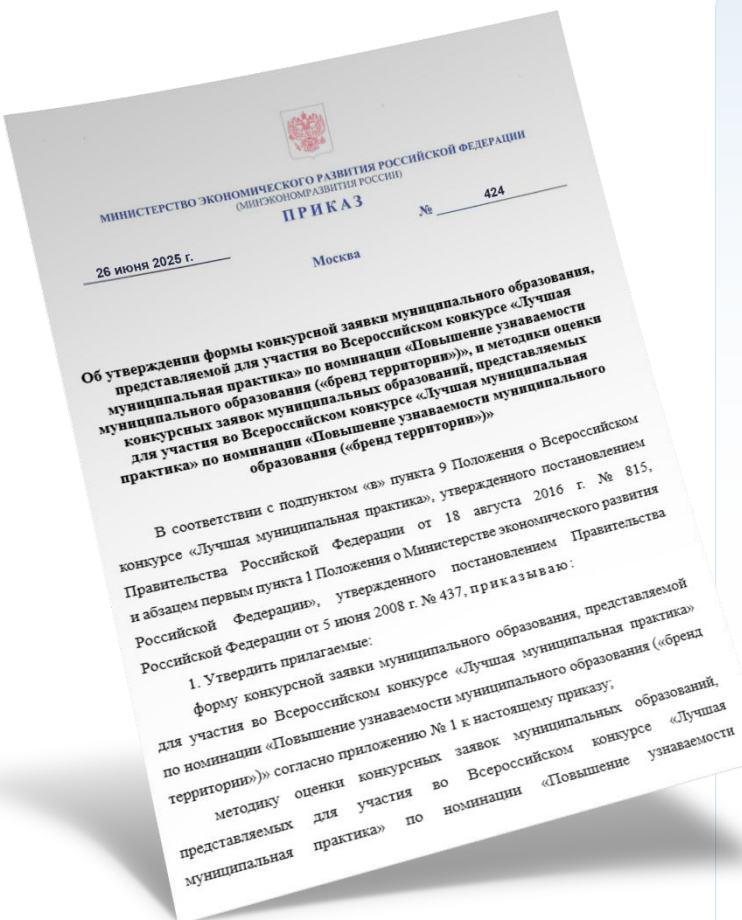 МИНИСТЕРСТВО ЭКОНОМИЧЕСКОГО РАЗВИТИЯ РОССИЙСКОЙ ФЕДЕРАЦИИ
(МИНЭКОНОМРАЗВИТИЯ РОССИИ)
ПРИКАЗ
26 июня 2025 г.
№ 424
Москва
Об утверждении формы конкурсной заявки муниципального образования,
представляемой для участия во Всероссийском конкурсе «Лучшая
муниципальная практика» по номинации «Повышение узнаваемости
муниципального образования («бренд территории»)», и методики оценки
конкурсных заявок муниципальных образований, представляемых
для участия во Всероссийском конкурсе «Лучшая муниципальная
практика» по номинации «Повышение узнаваемости муниципального
образования («бренд территории»)»
В соответствии с подпунктом «в» пункта 9 Положения о Всероссийском
конкурсе «Лучшая муниципальная практика», утвержденного постановлением
Правительства Российской Федерации от 18 августа 2016 г. № 815,
и абзацем первым пункта 1 Положения о Министерстве экономического развития
Российской Федерации», утвержденного постановлением Правительства
Российской Федерации от 5 июня 2008 г. № 437, приказываю:
1. Утвердить прилагаемые:
форму конкурсной заявки муниципального образования, представляемой
для участия во Всероссийском конкурсе «Лучшая муниципальная практика»
по номинации «Повышение узнаваемости муниципального образования («бренд
территории»)» согласно приложению № 1 к настоящему приказу;
методику оценки конкурсных заявок муниципальных образований,
представляемых для участия во Всероссийском конкурсе «Лучшая
муниципальная практика» по номинации «Повышение узнаваемости